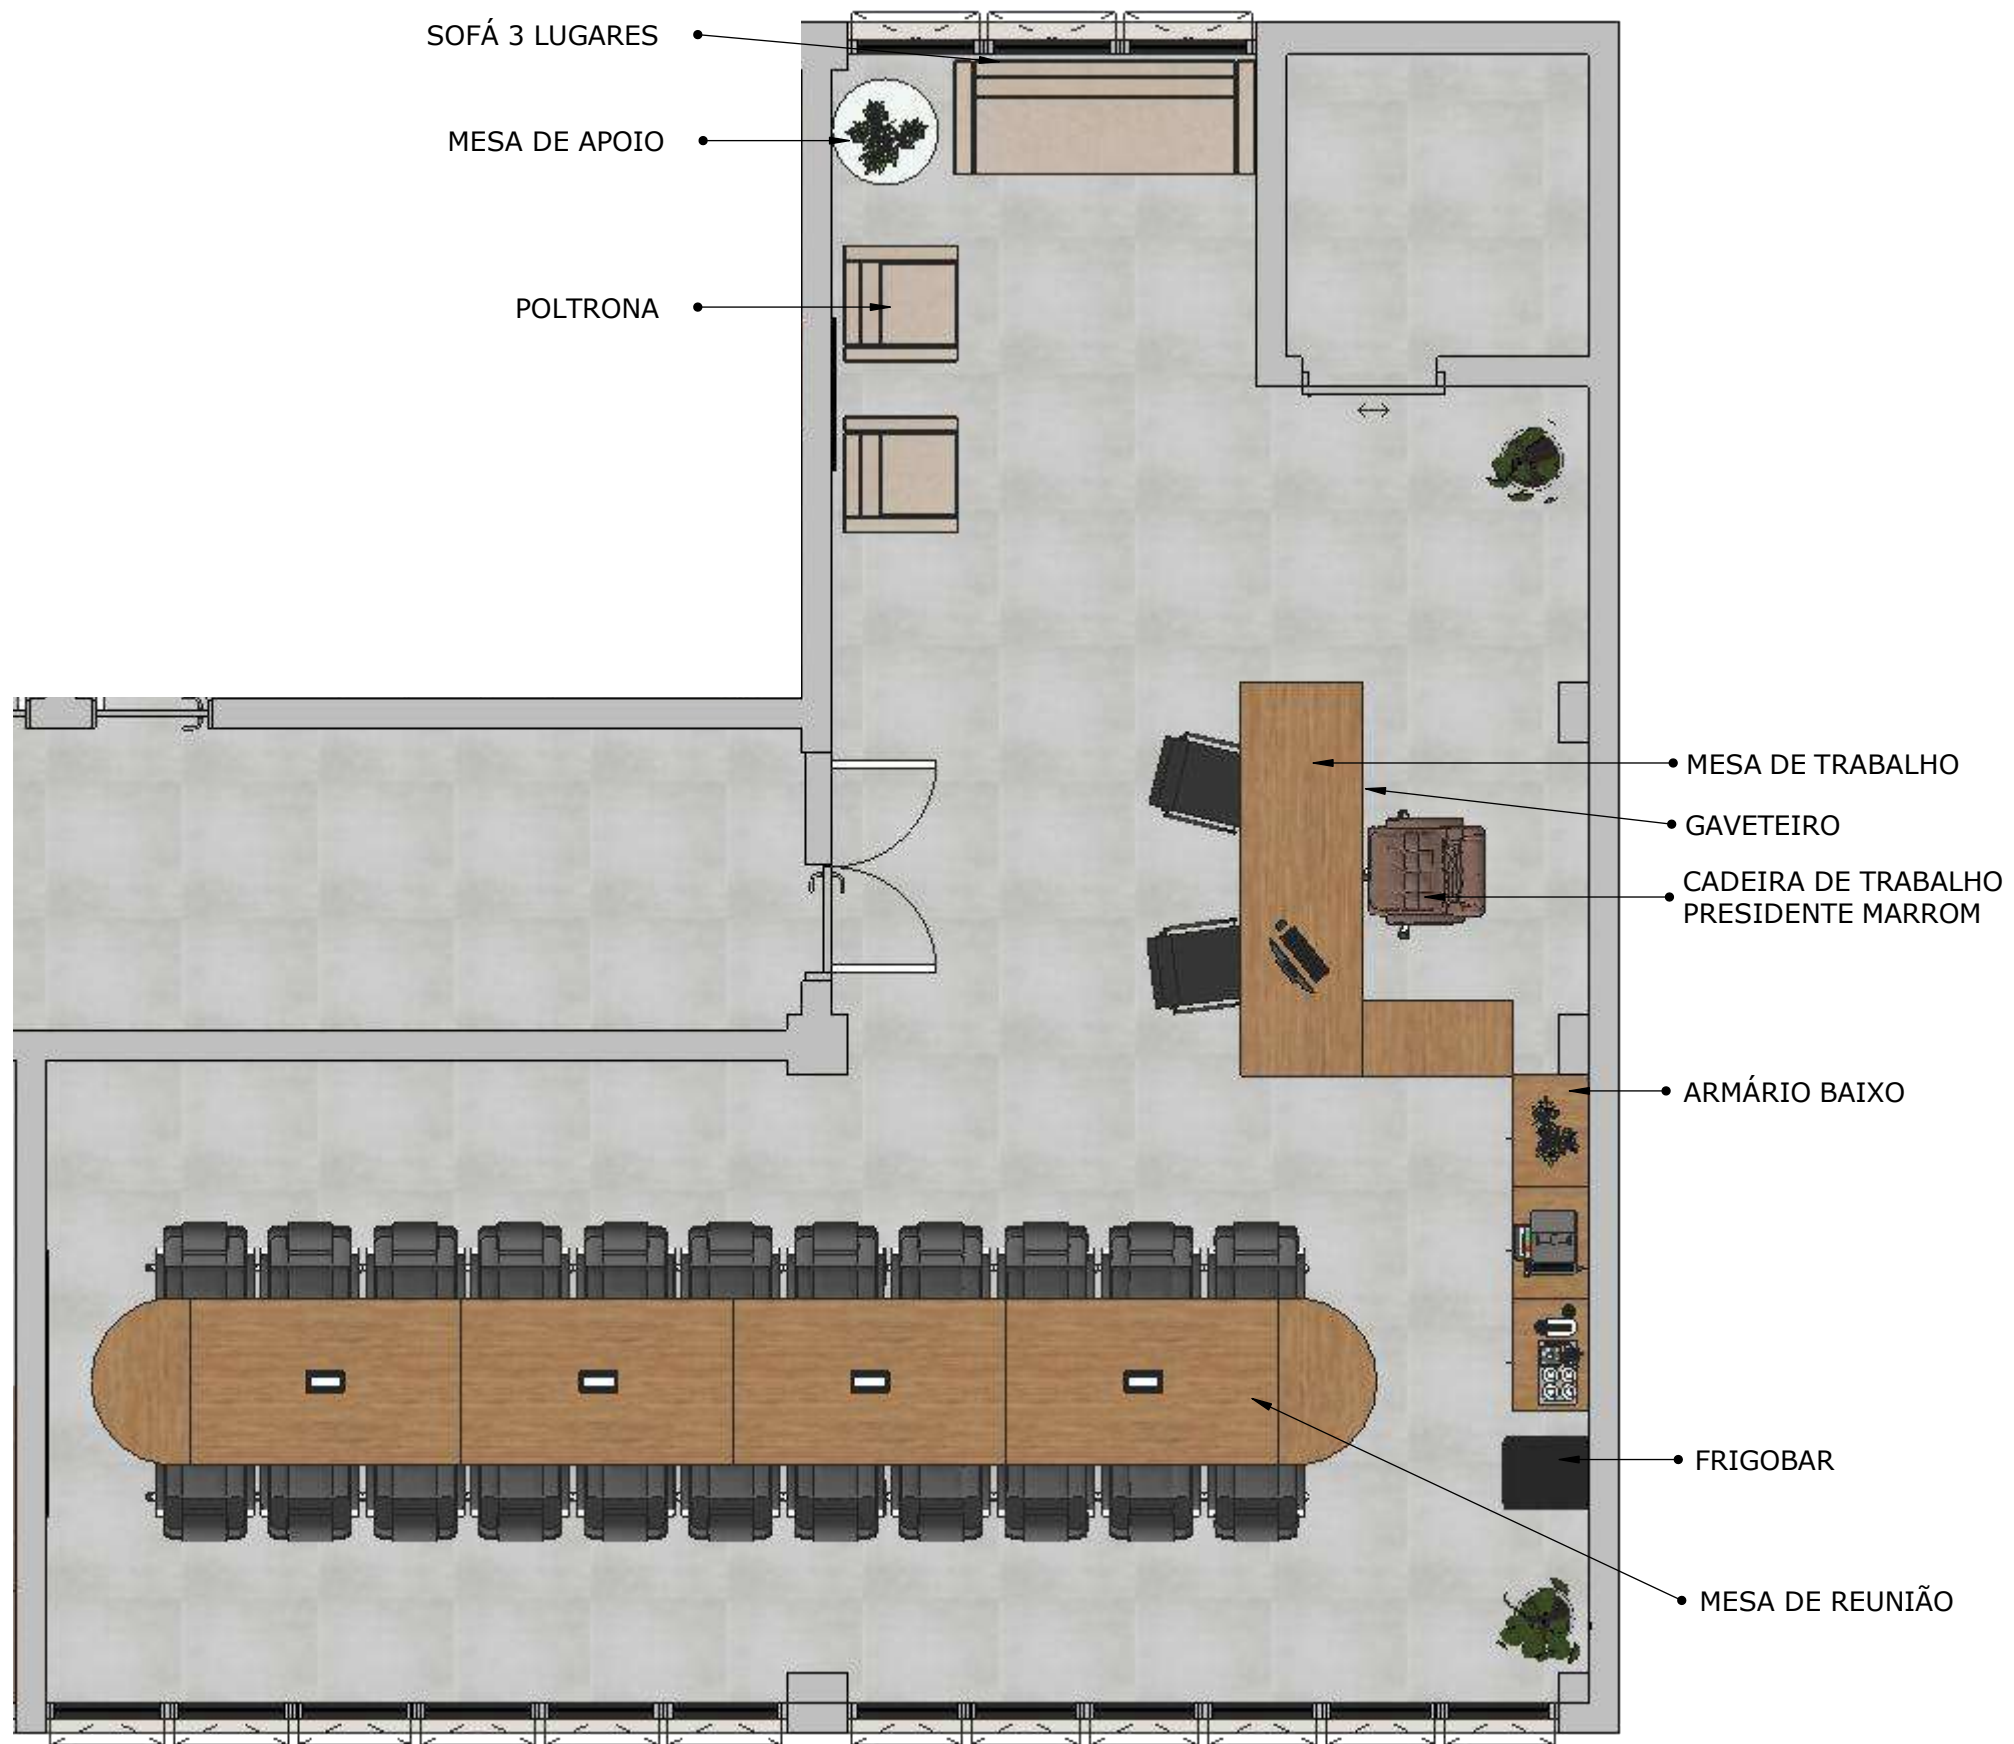 SOFÁ 3 LUGARES
MESA DE APOIO
POLTRONA
MESA DE TRABALHO
GAVETEIRO
CADEIRA DE TRABALHO
PRESIDENTE MARROM
ARMÁRIO BAIXO
FRIGOBAR
MESA DE REUNIÃO